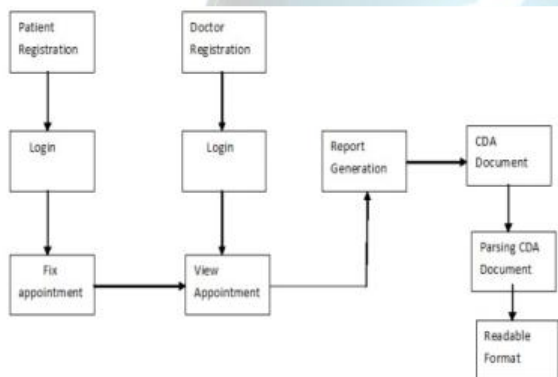 Patient
Registration
Doctor
Registration
Login
Login
Report
Generation
CDA
Document
Fix
appointment
View
Appointment
Parsing CDA
Document
Readable
Format